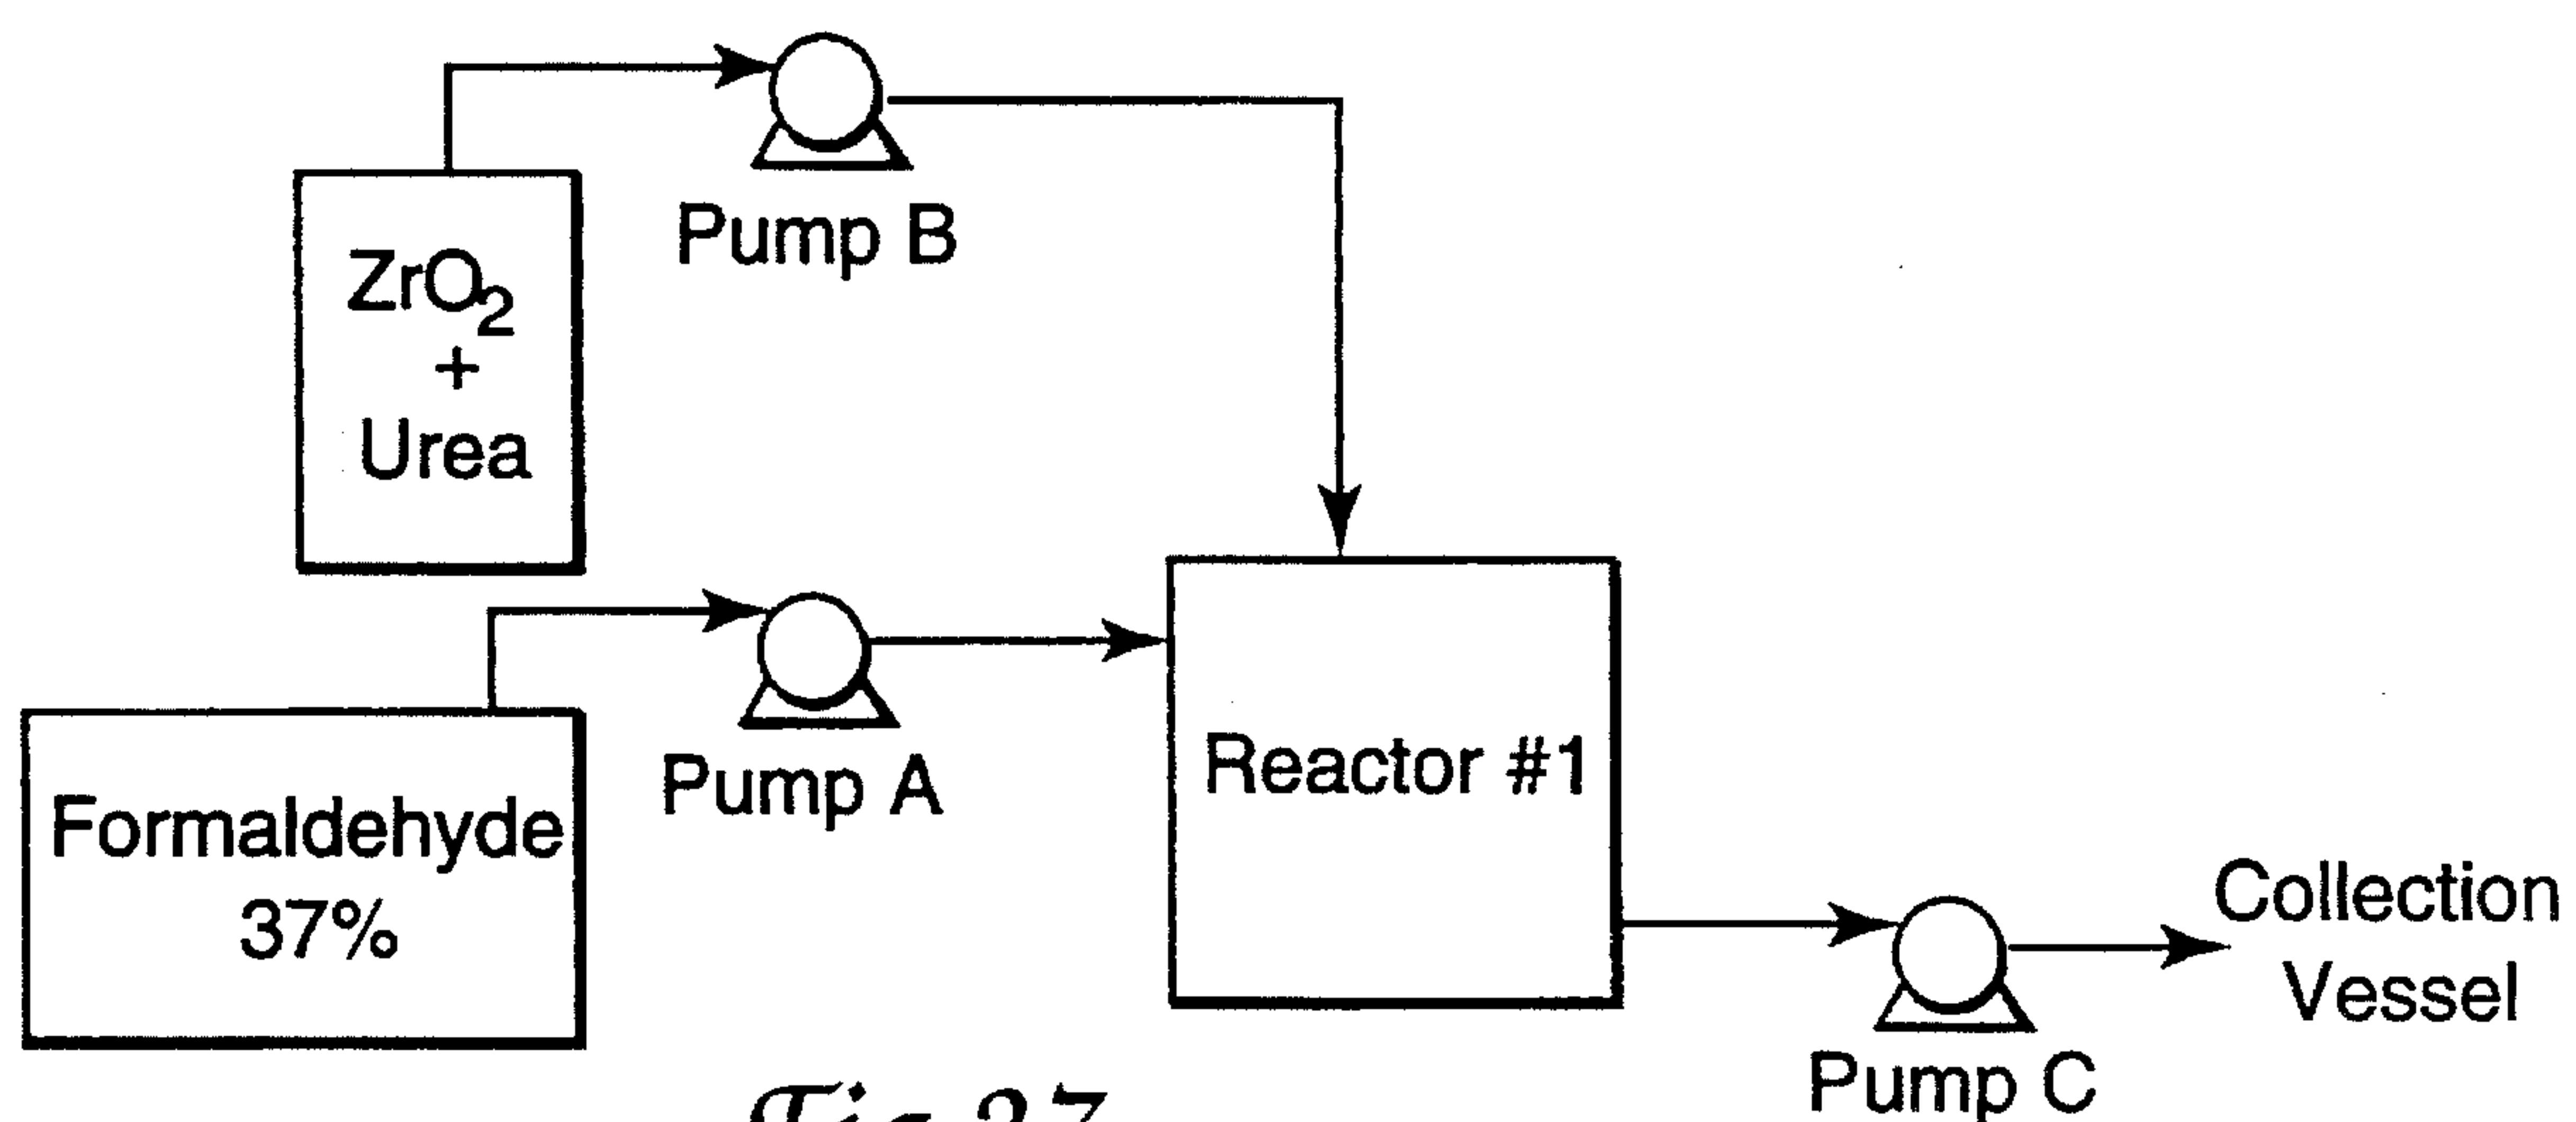 Pump B
ZrO₂
+
Urea
Pump A
Formaldehyde
37%
Reactor #1
Collection
Vessel
Pump C